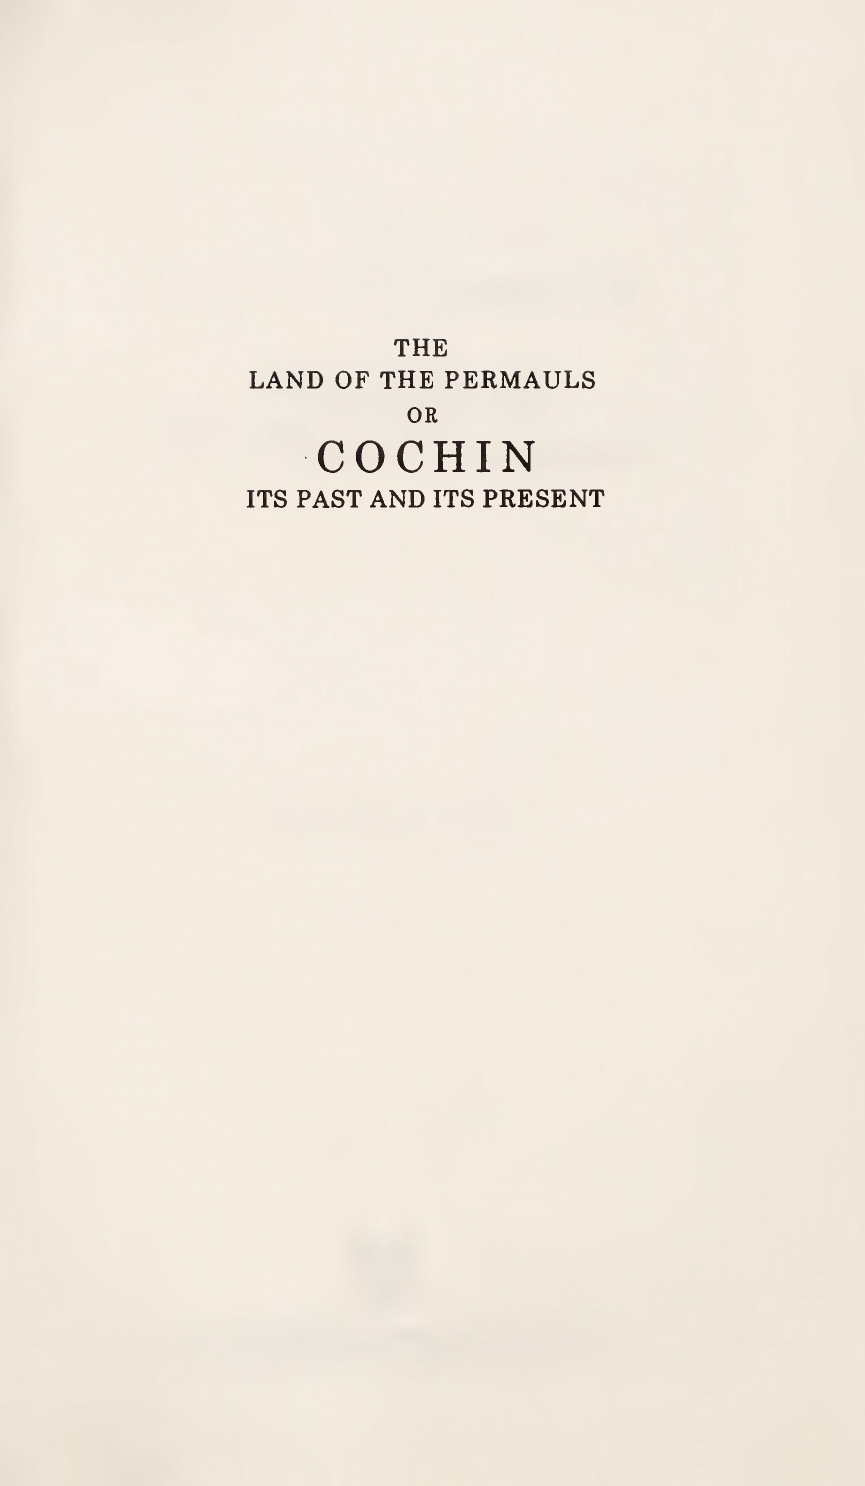 THE
LAND OF THE PERMAULS
OR
COCHIN
ITS PAST AND ITS PRESENT